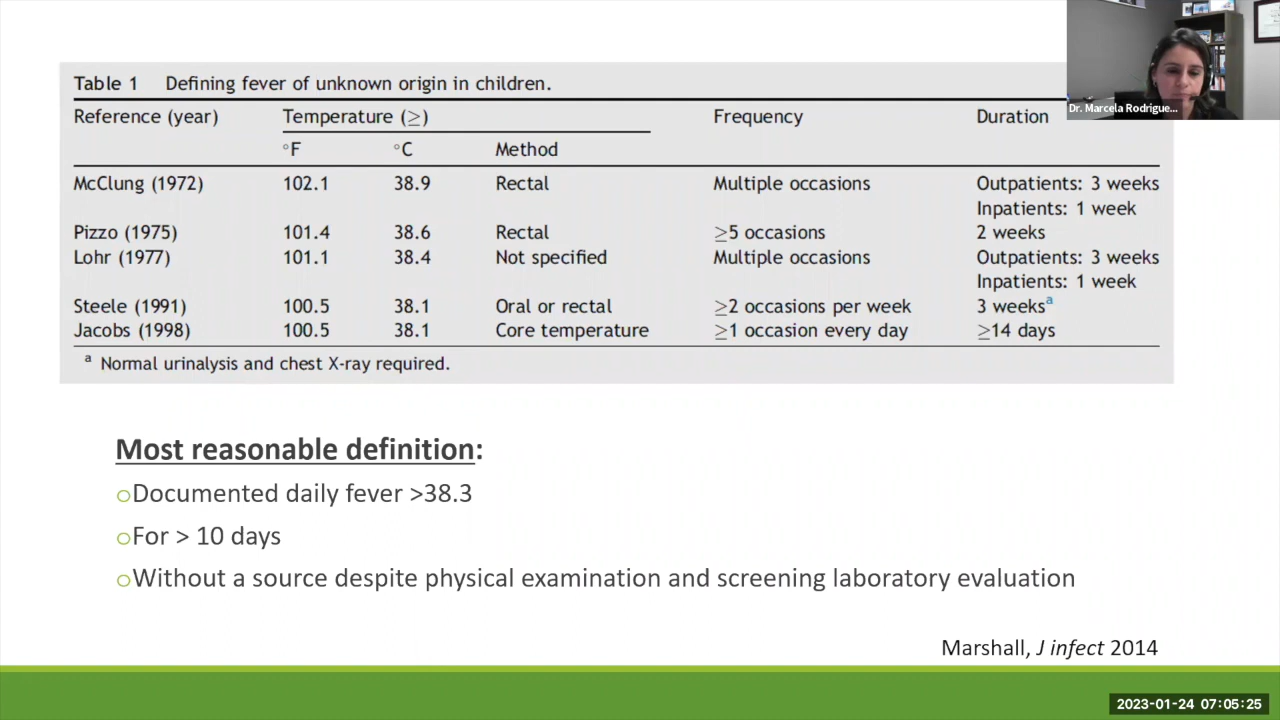 Table 1 Defining fever of unknown origin in children.
Reference (year) Temperature (≥) Frequency Duration
°F °C Method
McClung (1972) 102.1 38.9 Rectal Multiple occasions Outpatients: 3 weeks
Inpatients: 1 week
Pizzo (1975) 101.4 38.6 Rectal ≥5 occasions 2 weeks
Lohr (1977) 101.1 38.4 Not specified Multiple occasions Outpatients: 3 weeks
Inpatients: 1 week
Steele (1991) 100.5 38.1 Oral or rectal ≥2 occasions per week 3 weeksᵃ
Jacobs (1998) 100.5 38.1 Core temperature ≥1 occasion every day ≥14 days
ᵃ Normal urinalysis and chest X-ray required.
Dr. Marcela Rodrigue...
Most reasonable definition:
oDocumented daily fever >38.3
oFor > 10 days
oWithout a source despite physical examination and screening laboratory evaluation
Marshall, J infect 2014
2023-01-24 07:05:25